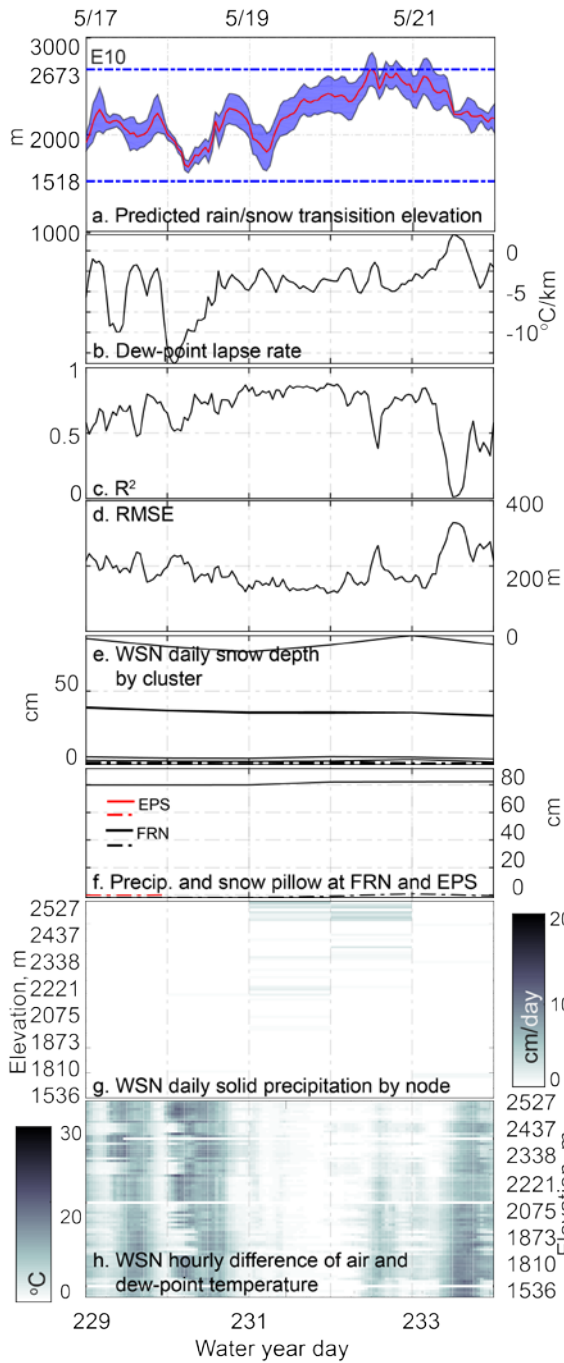 5/17 5/19 5/21
3000
E10
2673
m
2000
1518
a. Predicted rain/snow transisition elevation
1000
0
-5
-10
°C/km
b. Dew-point lapse rate
1
0.5
0
c. R²
d. RMSE
400
200
m
0
e. WSN daily snow depth
by cluster
cm
50
0
80
60
40
20
0
cm
EPS
FRN
f. Precip. and snow pillow at FRN and EPS
Elevation, m
2527
2437
2338
2221
2075
1873
1810
1536
g. WSN daily solid precipitation by node
20
10
0
cm/day
30
20
0
°C
2527
2437
2338
2221
2075
1873
1810
1536
Elevation, m
h. WSN hourly difference of air and
dew-point temperature
229 231 233
Water year day